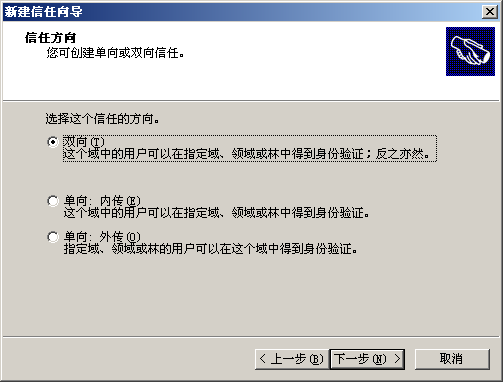 新建信任向导
信任方向
您可创建单向或双向信任。
选择这个信任的方向。
双向(T)
这个域中的用户可以在指定域、领域或林中得到身份验证；反之亦然。
单向: 内传(E)
这个域中的用户可以在指定域、领域或林中得到身份验证。
单向: 外传(O)
指定域、领域或林的用户可以在这个域中得到身份验证。
< 上一步(B) 下一步(N) > 取消